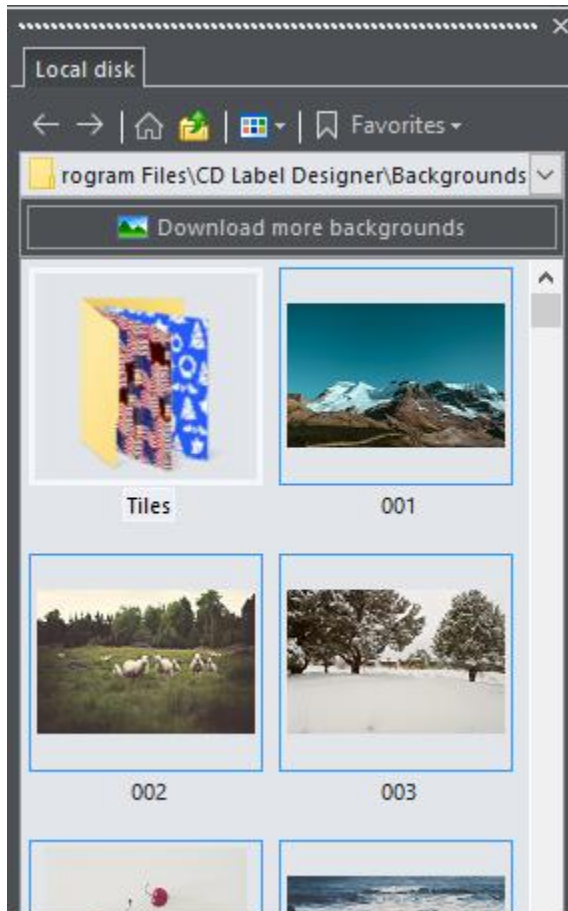 Local disk
Favorites
rogram Files\CD Label Designer\Backgrounds
Download more backgrounds
Tiles
001
002
003